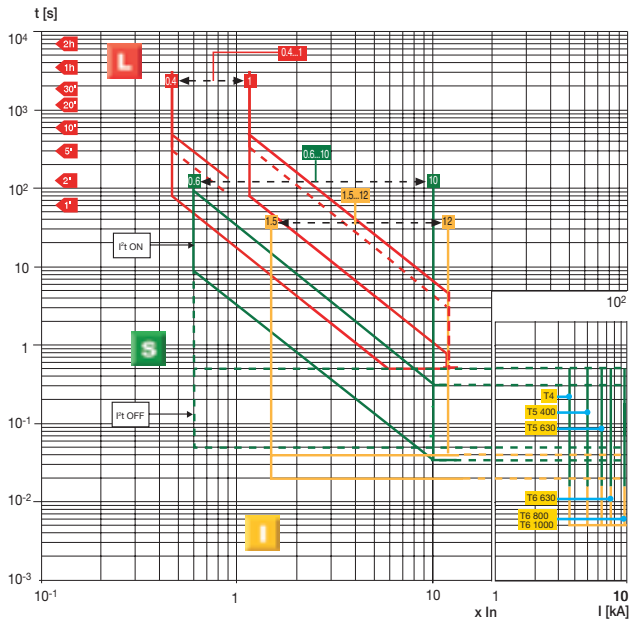 t [s]
10⁴
2h
L
0.4...1
1h
0.4
1
30'
20'
10³
10'
5'
0.6...10
10²
2'
0.6
10
1.5...12
1'
1.5
12
I²t ON
10
10²
1
S
T4
I²t OFF
T5 400
10⁻¹
T5 630
10⁻²
T6 630
T6 800
T6 1000
I
10⁻³
10⁻¹
1
10
1
10
x In
I [kA]